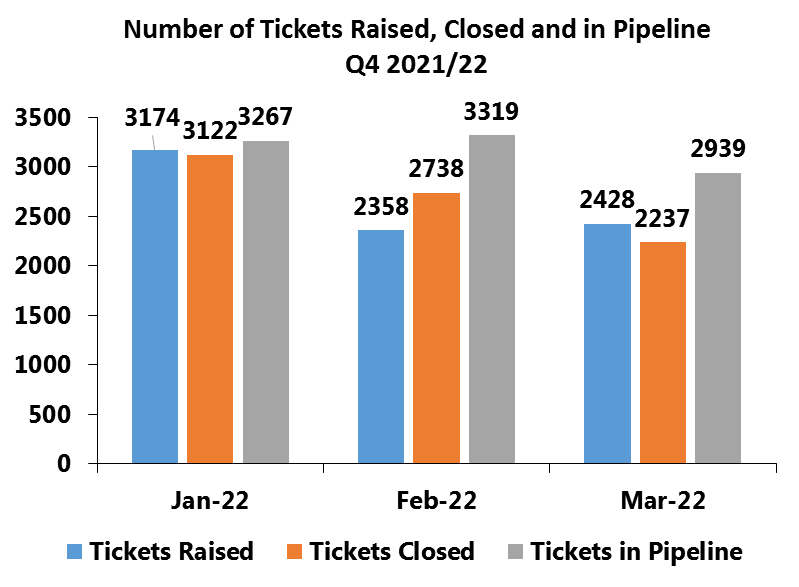 Number of Tickets Raised, Closed and in Pipeline
Q4 2021/22
3500
3000
2500
2000
1500
1000
500
0
3174
3122
3267
2358
2738
3319
2428
2237
2939
Jan-22
Feb-22
Mar-22
Tickets Raised
Tickets Closed
Tickets in Pipeline